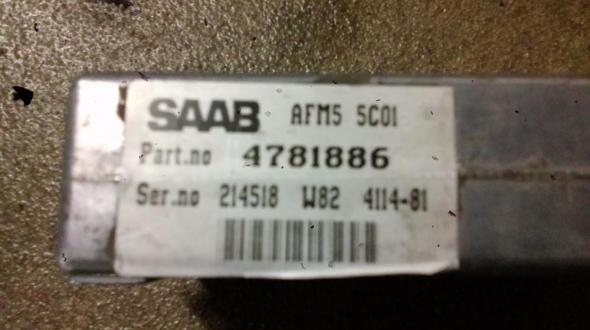 SAAB AFM5 5C01
Part.no 4781886
Ser.no 214518 W82 4114-81